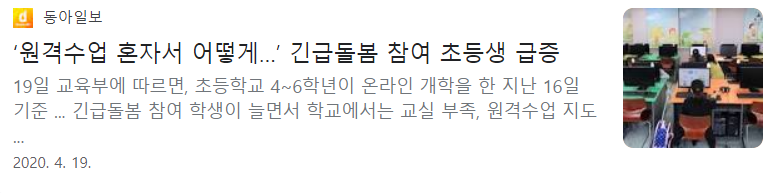 동아일보
‘원격수업 혼자서 어떻게...’ 긴급돌봄 참여 초등생 급증
19일 교육부에 따르면, 초등학교 4~6학년이 온라인 개학을 한 지난 16일
기준 ... 긴급돌봄 참여 학생이 늘면서 학교에서는 교실 부족, 원격수업 지도
...
2020. 4. 19.